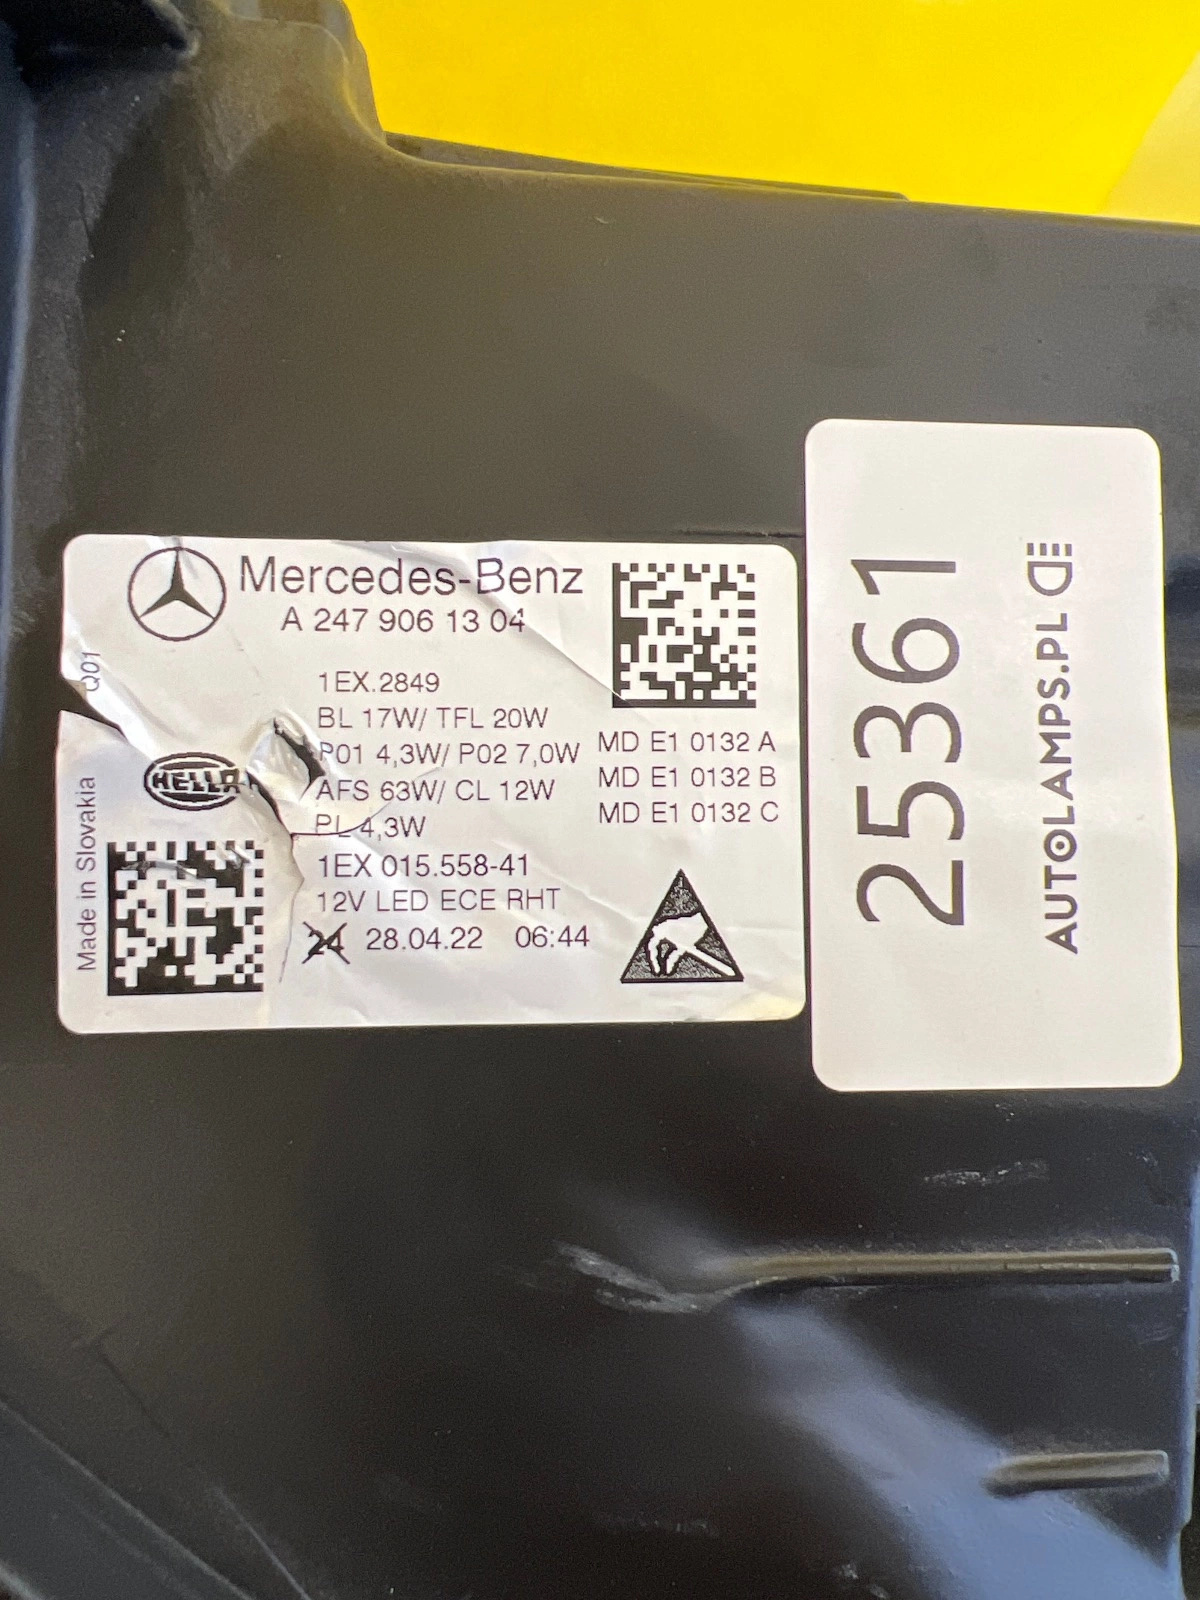 Mercedes-Benz
A 247 906 13 04
Q01
1EX.2849
BL 17W/ TFL 20W
P01 4,3W/ P02 7,0W
AFS 63W/ CL 12W
PL 4,3W
1EX 015.558-41
12V LED ECE RHT
24 28.04.22 06:44
MD E1 0132 A
MD E1 0132 B
MD E1 0132 C
HELLA
Made in Slovakia
25361
AUTOLAMPS.PL